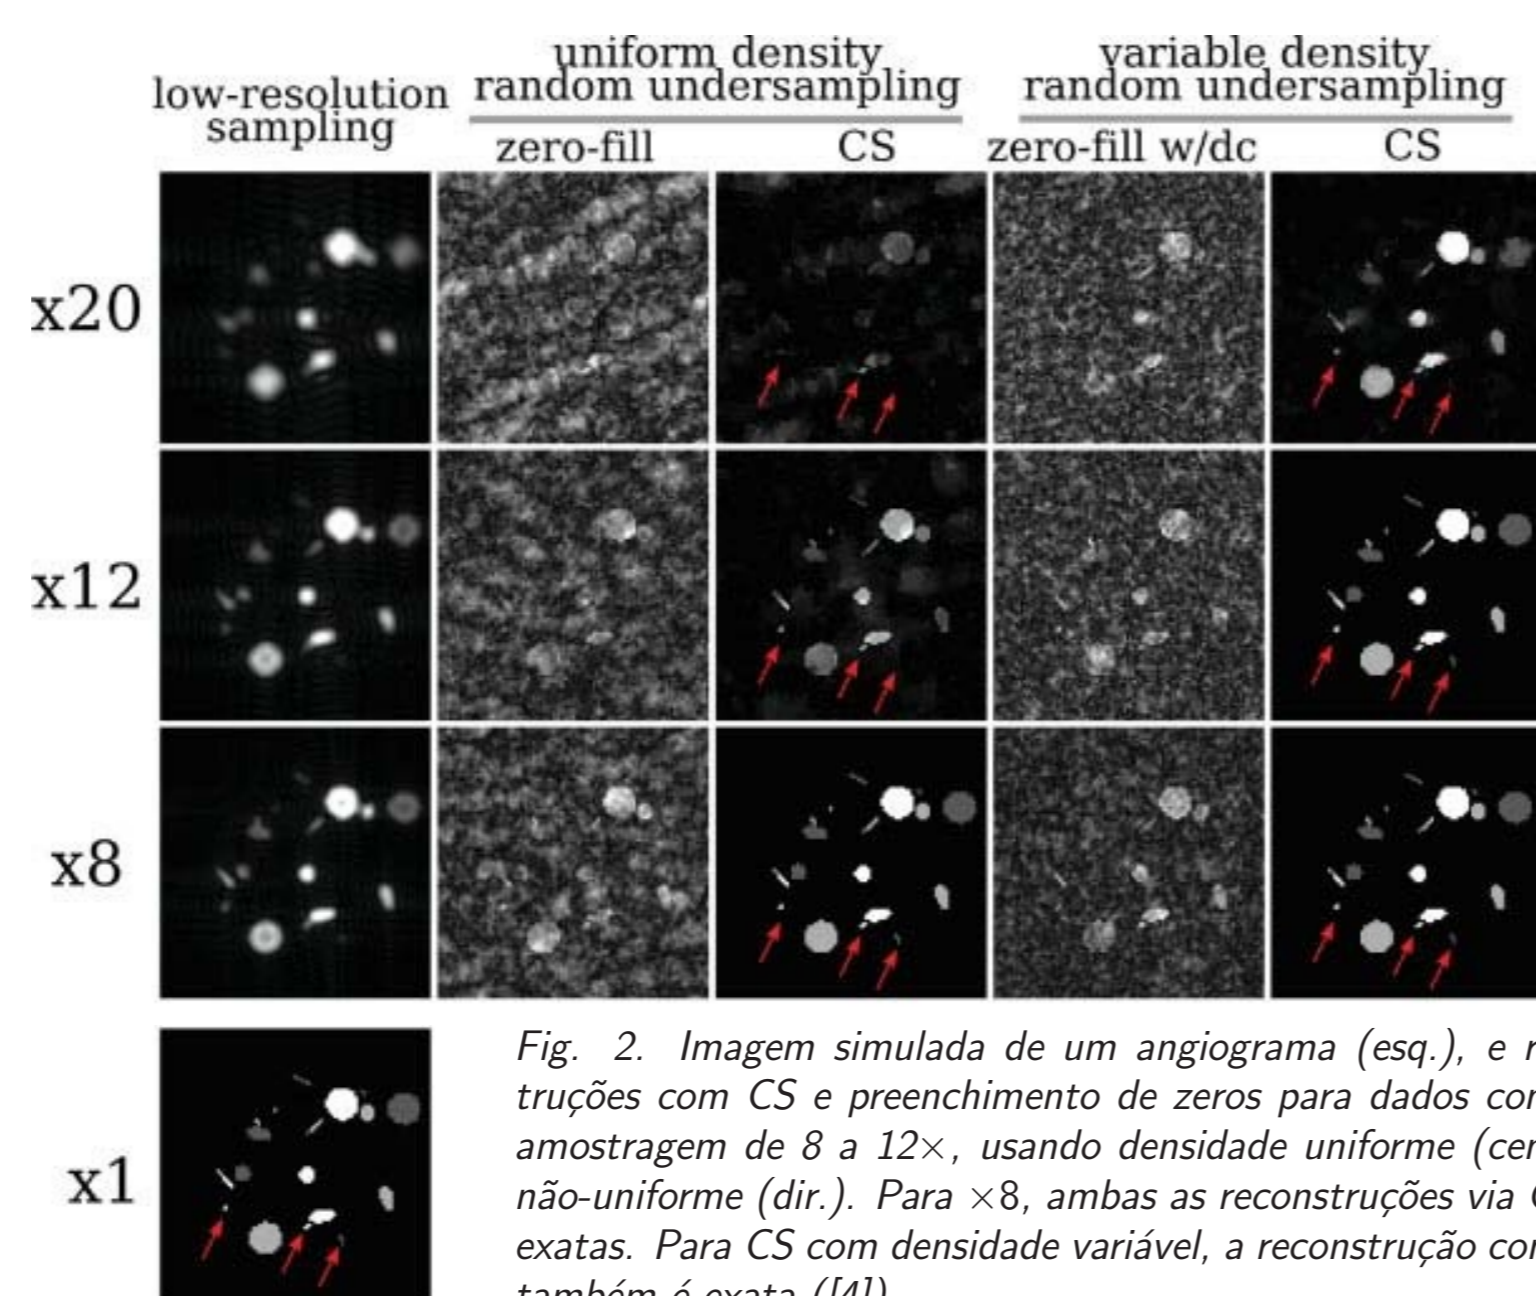 uniform density
random undersampling
variable density
random undersampling
low-resolution
sampling
zero-fill
CS
zero-fill w/dc
CS
x20
x12
x8
x1
Fig. 2. Imagem simulada de um angiograma (esq.), e
truções com CS e preenchimento de zeros para dados
amostragem de 8 a 12×, usando densidade uniforme
não-uniforme (dir.). Para ×8, ambas as reconstruções via
exatas. Para CS com densidade variável, a reconstrução
também é exata ([4])